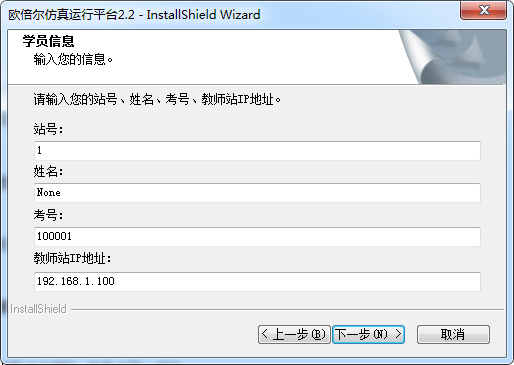 欧倍尔仿真运行平台2.2 - InstallShield Wizard
学员信息
输入您的信息。
请输入您的站号、姓名、考号、教师站IP地址。
站号：
1
姓名：
None
考号：
100001
教师站IP地址：
192.168.1.100
InstallShield
< 上一步(B) 下一步(N) > 取消